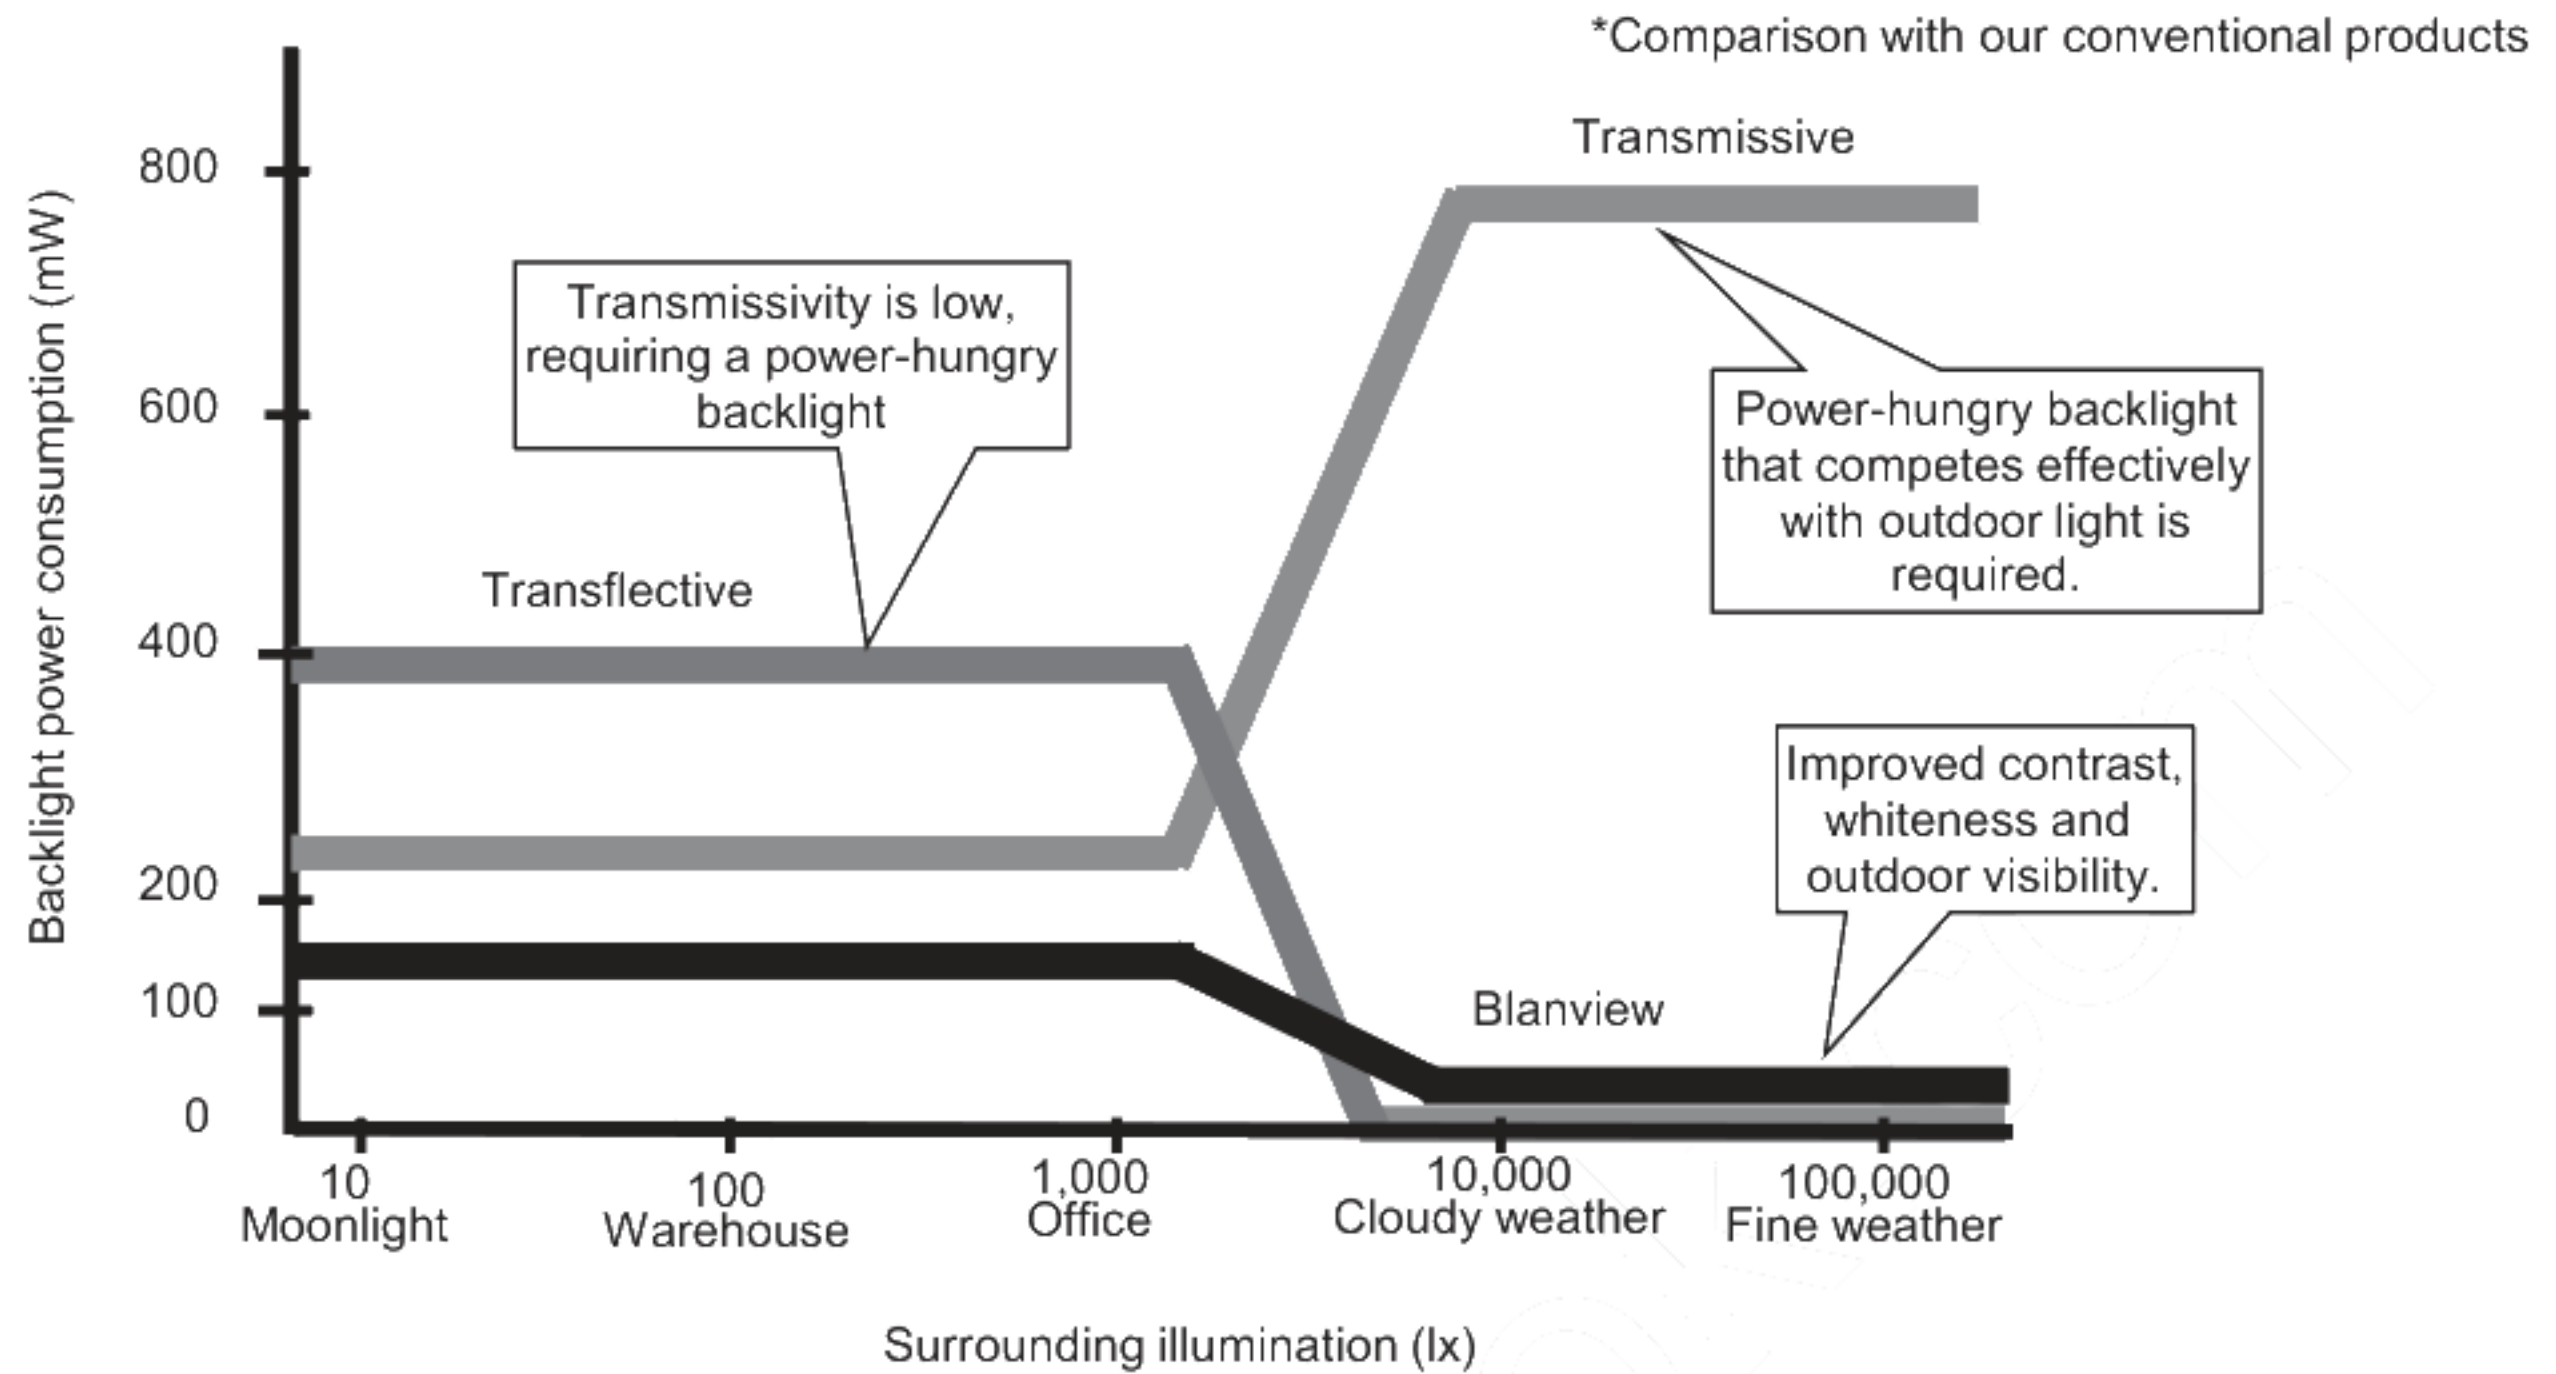 *Comparison with our conventional products
Transmissive
800
Transmissivity is low,
requiring a power-hungry
backlight
Power-hungry backlight
that competes effectively
with outdoor light is
required.
600
Transflective
400
Improved contrast,
whiteness and
outdoor visibility.
200
100
Blanview
0
Backlight power consumption (mW)
10
Moonlight
100
Warehouse
1,000
Office
10,000
Cloudy weather
100,000
Fine weather
Surrounding illumination (lx)